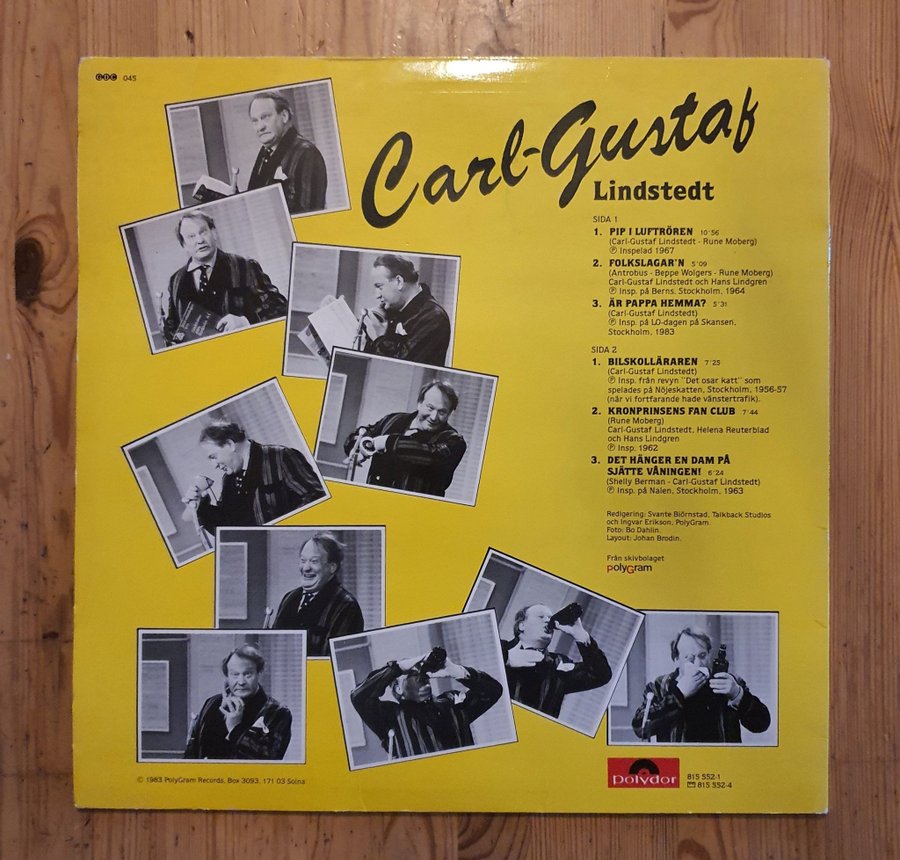 GDC 045
Carl-Gustaf
Lindstedt
SIDA 1
1. PIP I LUFTRÖREN 10'56
(Carl-Gustaf Lindstedt - Rune Moberg)
Ⓟ Inspelad 1967
2. FOLKSLAGAR'N 5'09
(Antrobus - Beppe Wolgers - Rune Moberg)
Carl-Gustaf Lindstedt och Hans Lindgren
Ⓟ Insp. på Berns, Stockholm, 1964
3. ÄR PAPPA HEMMA? 5'31
(Carl-Gustaf Lindstedt)
Ⓟ Insp. på LO-dagen på Skansen,
Stockholm, 1983
SIDA 2
1. BILSKOLLÄRAREN 7'25
(Carl-Gustaf Lindstedt)
Ⓟ Insp. från revyn "Det osar katt" som
spelades på Nöjeskatten, Stockholm, 1956-57
(när vi fortfarande hade vänstertrafik).
2. KRONPRINSENS FAN CLUB 7'44
(Rune Moberg)
Carl-Gustaf Lindstedt, Helena Reuterblad
och Hans Lindgren
Ⓟ Insp. 1962
3. DET HÄNGER EN DAM PÅ
SJÄTTE VÅNINGEN! 6'24
(Shelly Berman - Carl-Gustaf Lindstedt)
Ⓟ Insp. på Nalen, Stockholm, 1963
Redigering: Svante Björnstad, Talkback Studios
och Ingvar Erikson, PolyGram.
Foto: Bo Dahlin.
Layout: Johan Brodin.
Från skivbolaget
polyGram
© 1983 PolyGram Records, Box 3093, 171 03 Solna
polydor
815 552-1
815 552-4